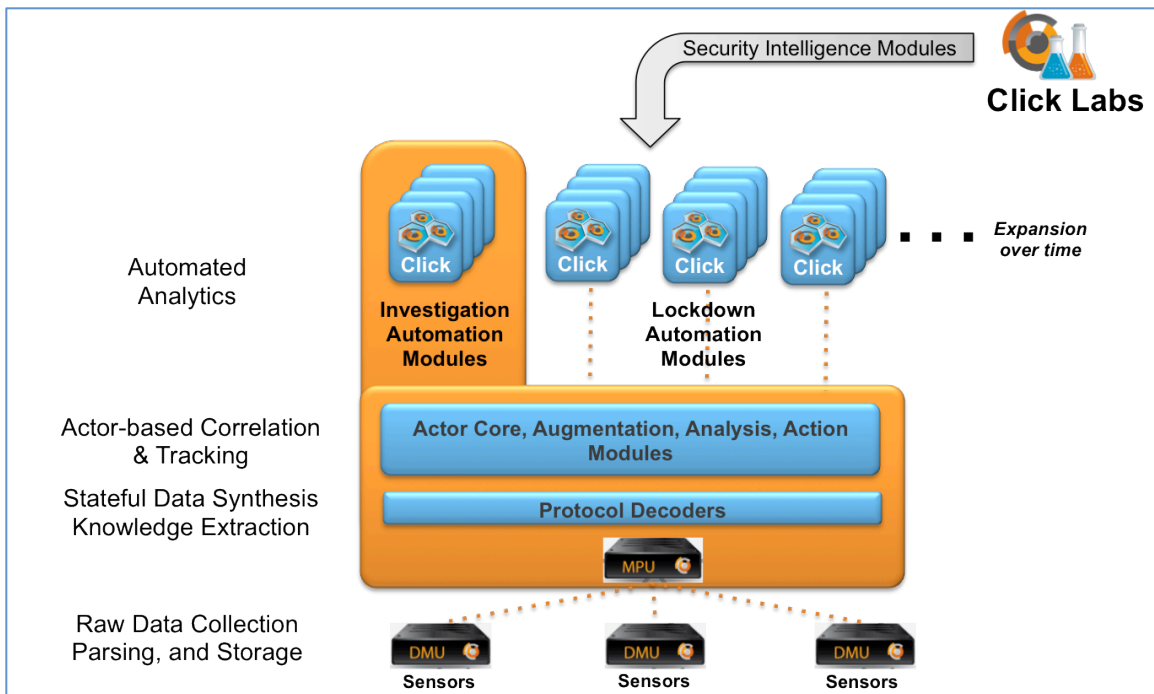 Security Intelligence Modules
Click Labs
Click
Click
Click
Click
Expansion
over time
Automated
Analytics
Investigation
Automation
Modules
Lockdown
Automation
Modules
Actor-based Correlation
& Tracking
Actor Core, Augmentation, Analysis, Action
Modules
Stateful Data Synthesis
Knowledge Extraction
Protocol Decoders
MPU
Raw Data Collection
Parsing, and Storage
DMU
DMU
DMU
Sensors
Sensors
Sensors